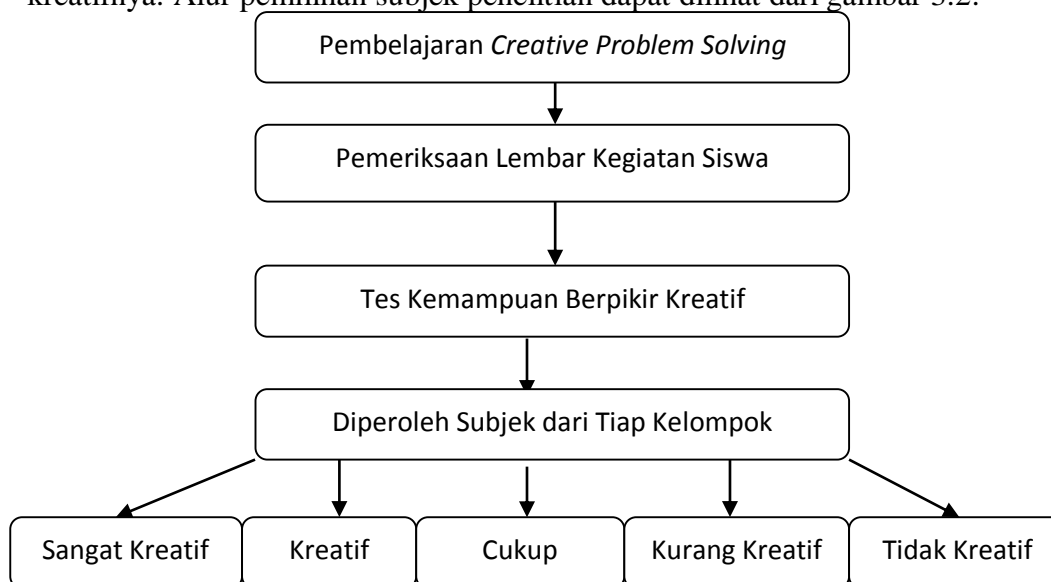 kreatifnya. Alur pemilihan subjek penelitian dapat dilihat dari gambar 3.2.
Pembelajaran Creative Problem Solving
Pemeriksaan Lembar Kegiatan Siswa
Tes Kemampuan Berpikir Kreatif
Diperoleh Subjek dari Tiap Kelompok
Sangat Kreatif
Kreatif
Cukup
Kurang Kreatif
Tidak Kreatif